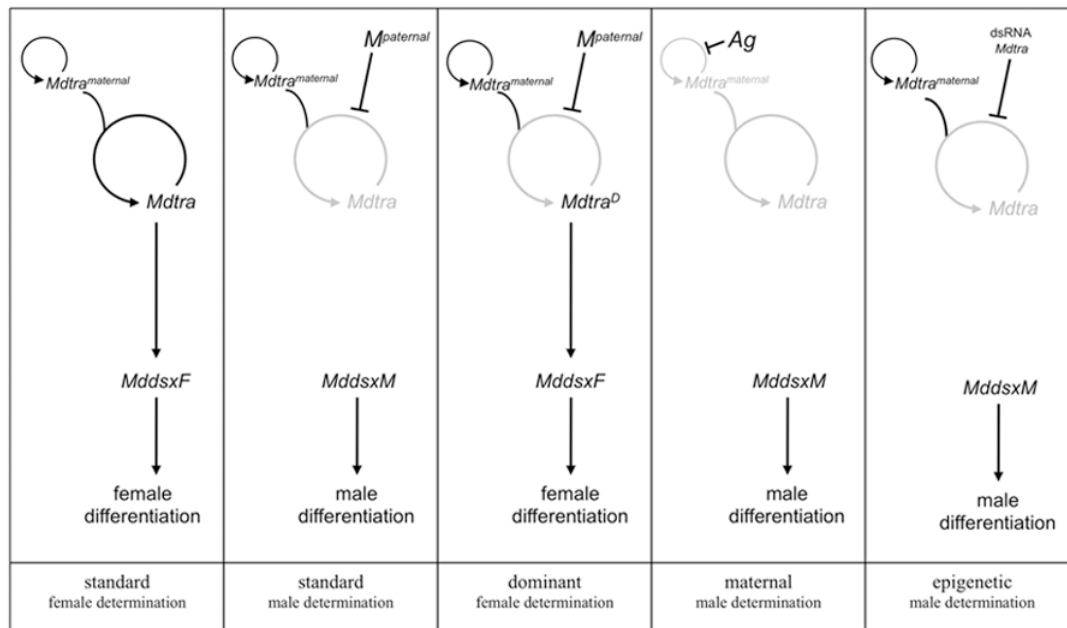 Mdtra^maternal
Mdtra
MddsxF
female
differentiation
standard
female determination
M^paternal
Mdtra^maternal
Mdtra
MddsxM
male
differentiation
standard
male determination
M^paternal
Mdtra^maternal
Mdtra^D
MddsxF
female
differentiation
dominant
female determination
Ag
Mdtra^maternal
Mdtra
MddsxM
male
differentiation
maternal
male determination
dsRNA
Mdtra
Mdtra^maternal
Mdtra
MddsxM
male
differentiation
epigenetic
male determination